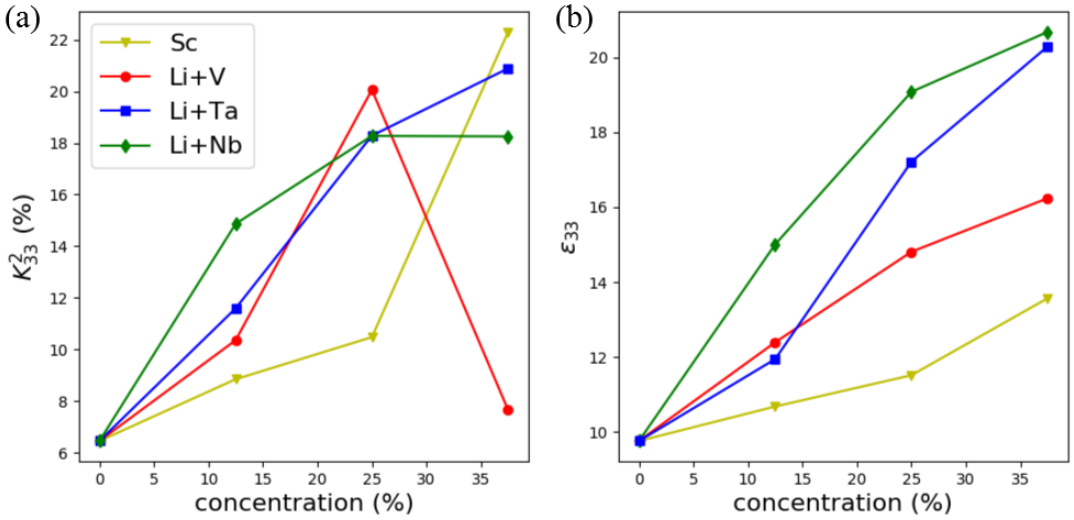 (a)
22
20
18
16
14
12
10
8
6
K²₃₃ (%)
Sc
Li+V
Li+Ta
Li+Nb
0 5 10 15 20 25 30 35
concentration (%)
(b)
20
18
16
14
12
10
ε₃₃
0 5 10 15 20 25 30 35
concentration (%)